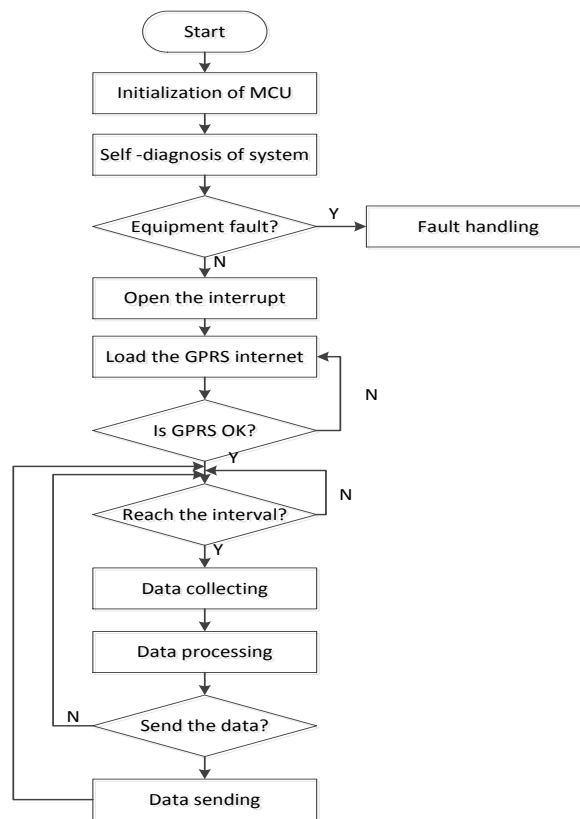 Start
Initialization of MCU
Self -diagnosis of system
Equipment fault?
Y
Fault handling
N
Open the interrupt
Load the GPRS internet
N
Is GPRS OK?
Y
N
Reach the interval?
Y
Data collecting
Data processing
N
Send the data?
Data sending